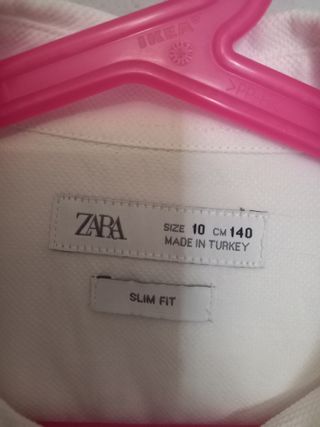 IKEA
ZARA
SIZE 10 CM 140
MADE IN TURKEY
SLIM FIT